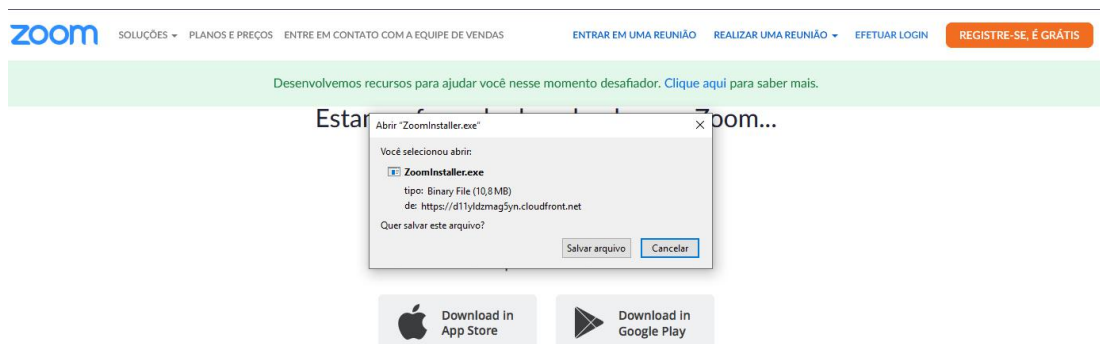 zoom SOLUÇÕES PLANOS E PREÇOS ENTRE EM CONTATO COM A EQUIPE DE VENDAS ENTRAR EM UMA REUNIÃO REALIZAR UMA REUNIÃO EFETUAR LOGIN REGISTRE-SE, É GRÁTIS
Desenvolvemos recursos para ajudar você nesse momento desafiador. Clique aqui para saber mais.
Abrir "ZoomInstaller.exe"
Você selecionou abrir:
ZoomInstaller.exe
tipo: Binary File (10,8 MB)
de: https://d11yldzmag5yn.cloudfront.net
Quer salvar este arquivo?
Salvar arquivo Cancelar
Download in
App Store
Download in
Google Play